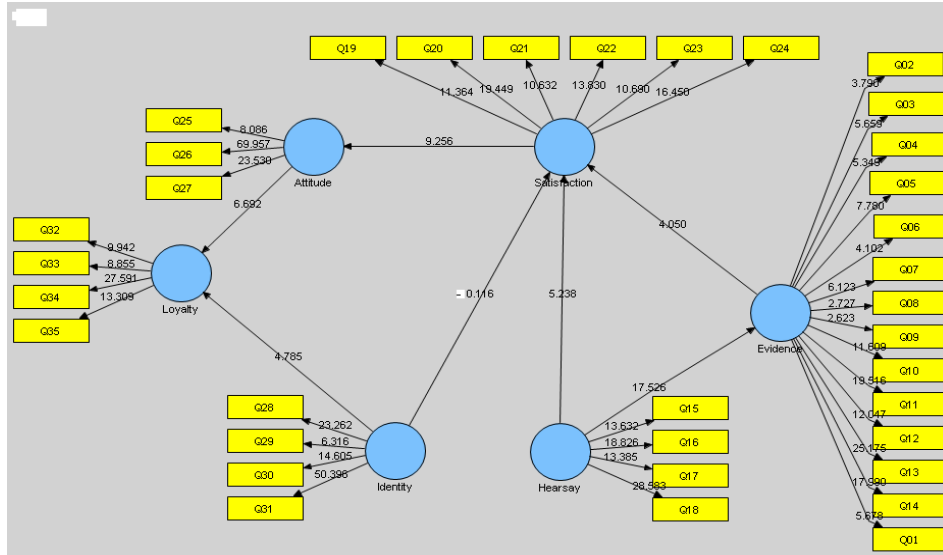 Q19
Q20
Q21
Q22
Q23
Q24
11.364
19.449
10.632
13.830
10.690
16.450
Q02
Q03
Q04
Q05
Q06
Q07
Q08
Q09
Q10
Q11
Q12
Q13
Q14
Q01
3.790
5.659
5.349
7.780
4.102
6.123
2.727
2.623
11.609
19.516
12.047
25.175
17.990
5.678
Q25
Q26
Q27
8.086
69.957
23.530
Attitude
9.256
Satisfaction
6.692
4.050
Q32
Q33
Q34
Q35
9.942
8.855
27.591
13.309
Loyalty
- 0.116
5.238
Evidence
4.785
17.526
Q28
Q29
Q30
Q31
23.262
6.316
14.605
50.396
Identity
Hearsay
13.632
18.826
13.385
28.583
Q15
Q16
Q17
Q18